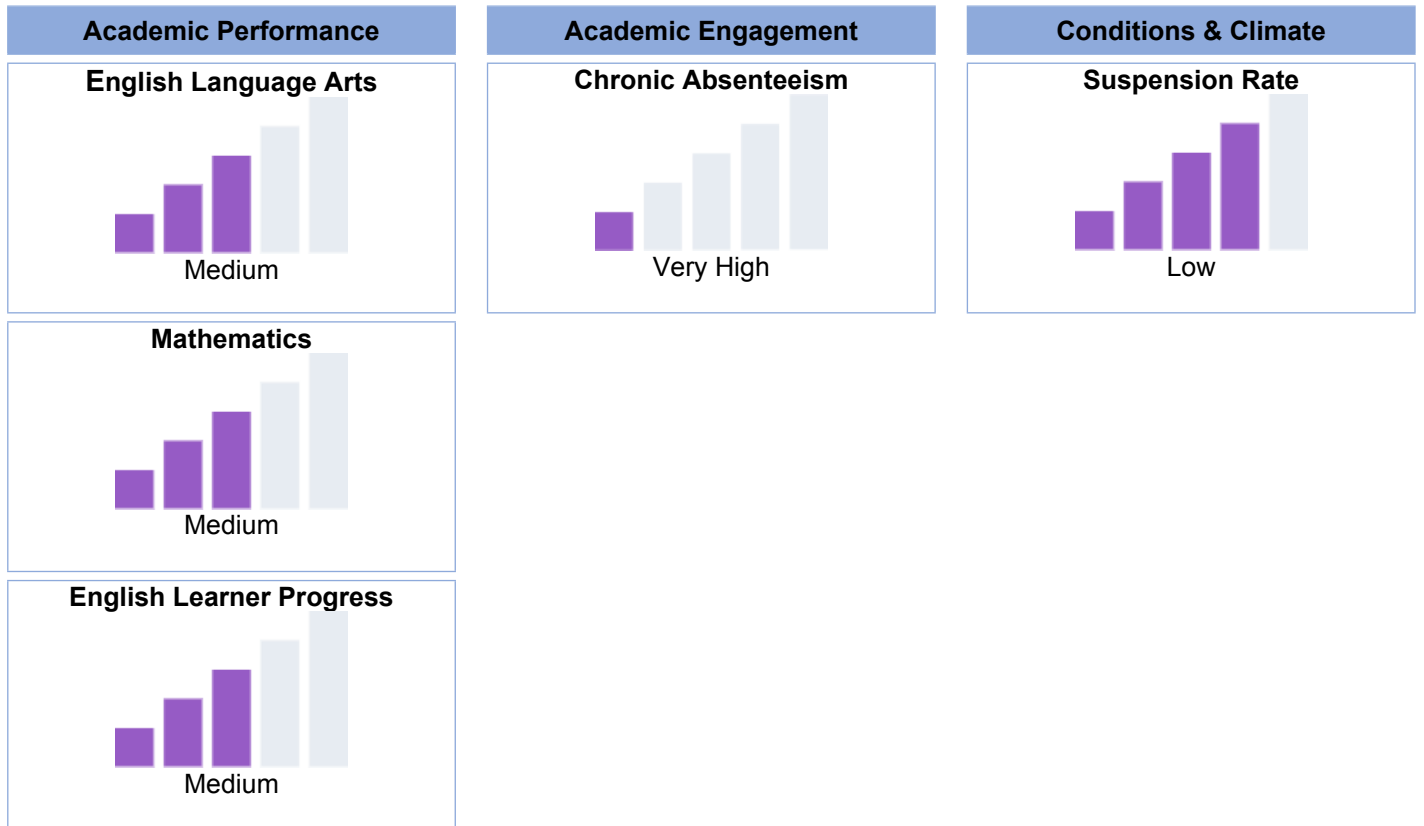 Academic Performance
English Language Arts
Medium
Mathematics
Medium
English Learner Progress
Medium
Academic Engagement
Chronic Absenteeism
Very High
Conditions & Climate
Suspension Rate
Low